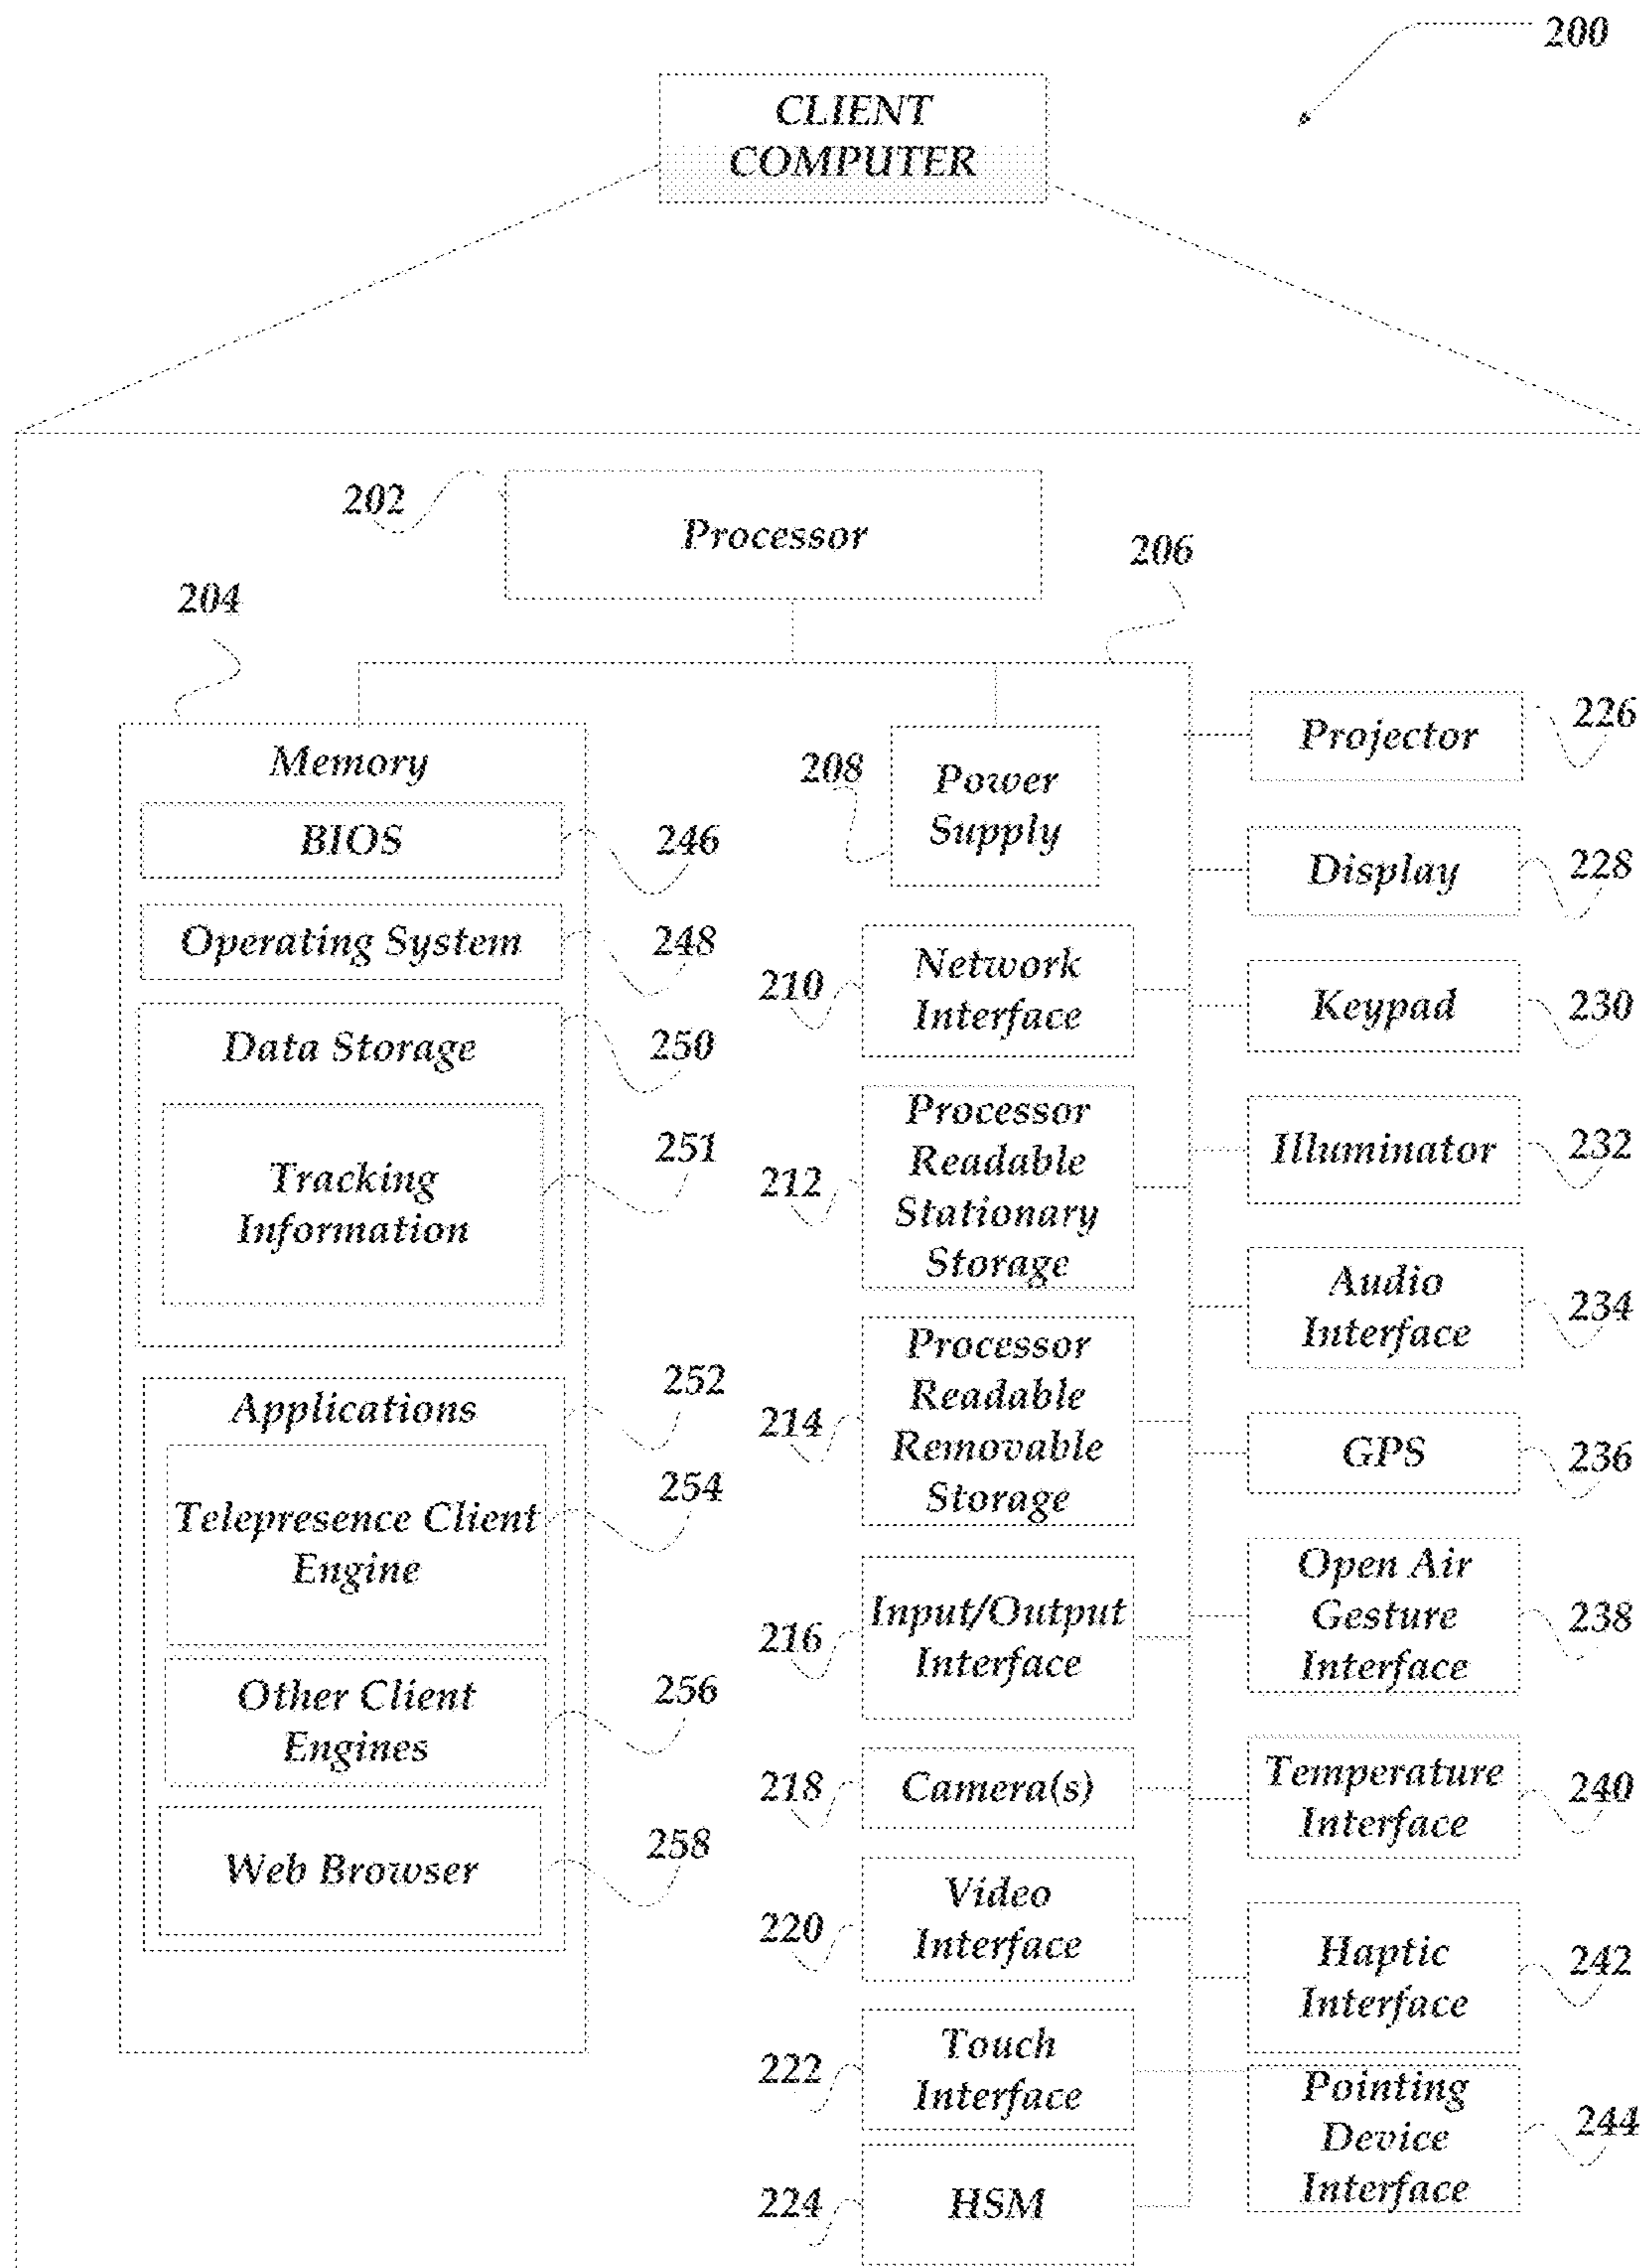 200
CLIENT
COMPUTER
202
Processor
206
204
Memory
BIOS
246
Operating System
248
Data Storage
250
Tracking
Information
251
Applications
252
Telepresence Client
Engine
254
Other Client
Engines
256
Web Browser
258
208
Power
Supply
210
Network
Interface
212
Processor
Readable
Stationary
Storage
214
Processor
Readable
Removable
Storage
216
Input/Output
Interface
218
Camera(s)
220
Video
Interface
222
Touch
Interface
224
HSM
Projector
226
Display
228
Keypad
230
Illuminator
232
Audio
Interface
234
GPS
236
Open Air
Gesture
Interface
238
Temperature
Interface
240
Haptic
Interface
242
Pointing
Device
Interface
244